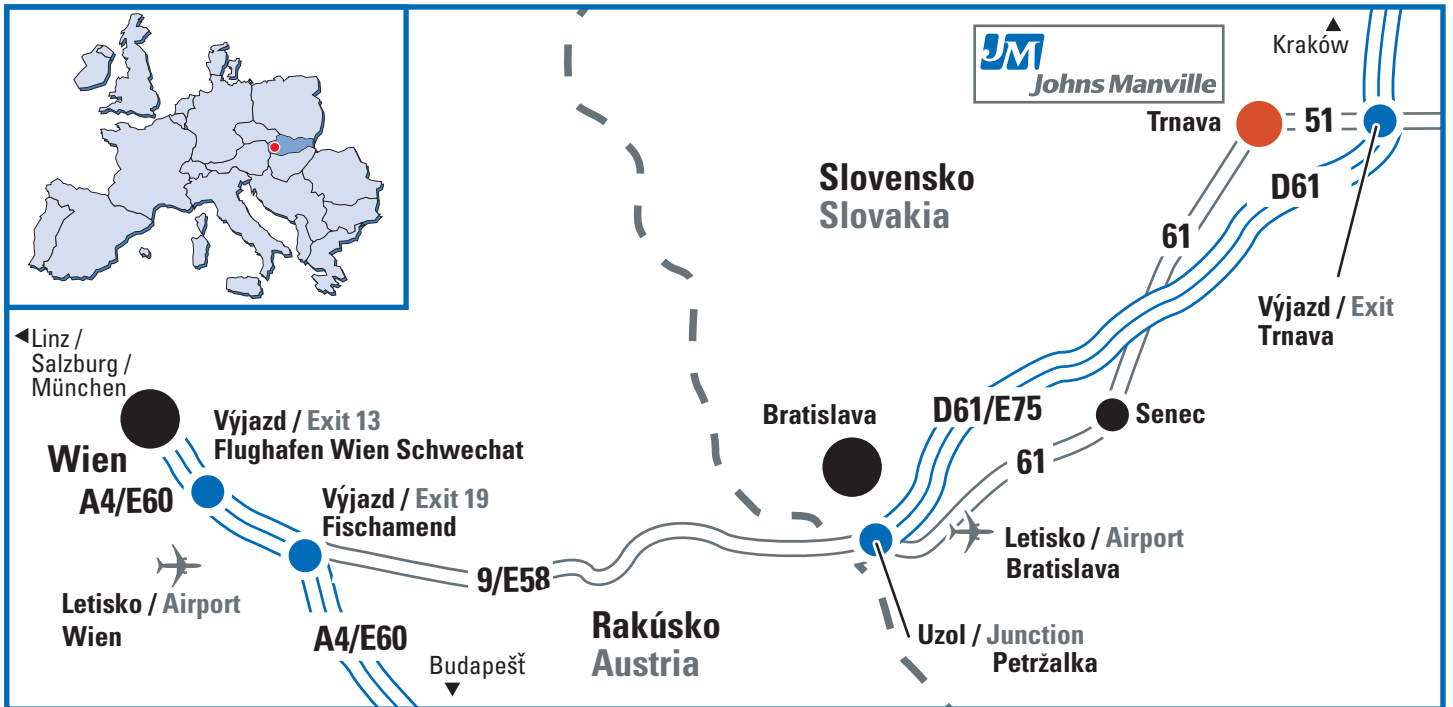 Kraków
JM
Johns Manville
Trnava
51
D61
Slovensko
Slovakia
61
Výjazd / Exit
Trnava
Linz /
Salzburg /
München
Bratislava
D61/E75
Senec
Výjazd / Exit 13
Flughafen Wien Schwechat
Wien
61
A4/E60
Výjazd / Exit 19
Fischamend
Letisko / Airport
Bratislava
9/E58
Letisko / Airport
Wien
Rakúsko
Austria
A4/E60
Uzol / Junction
Petržalka
Budapešť